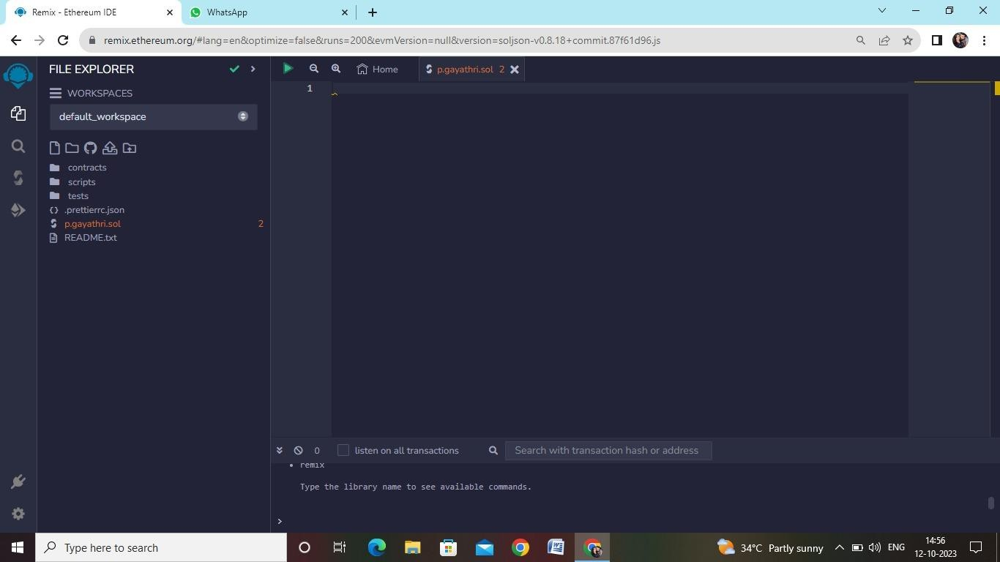 Remix - Ethereum IDE
WhatsApp
remix.ethereum.org/#lang=en&optimize=false&runs=200&evmVersion=null&version=soljson-v0.8.18+commit.87f61d96.js
FILE EXPLORER
WORKSPACES
default_workspace
contracts
scripts
tests
.prettierrc.json
p.gayathri.sol 2
README.txt
Home
p.gayathri.sol 2
1
0
listen on all transactions
Search with transaction hash or address
• remix
Type the library name to see available commands.
>
Type here to search
34°C Partly sunny
ENG
14:56
12-10-2023